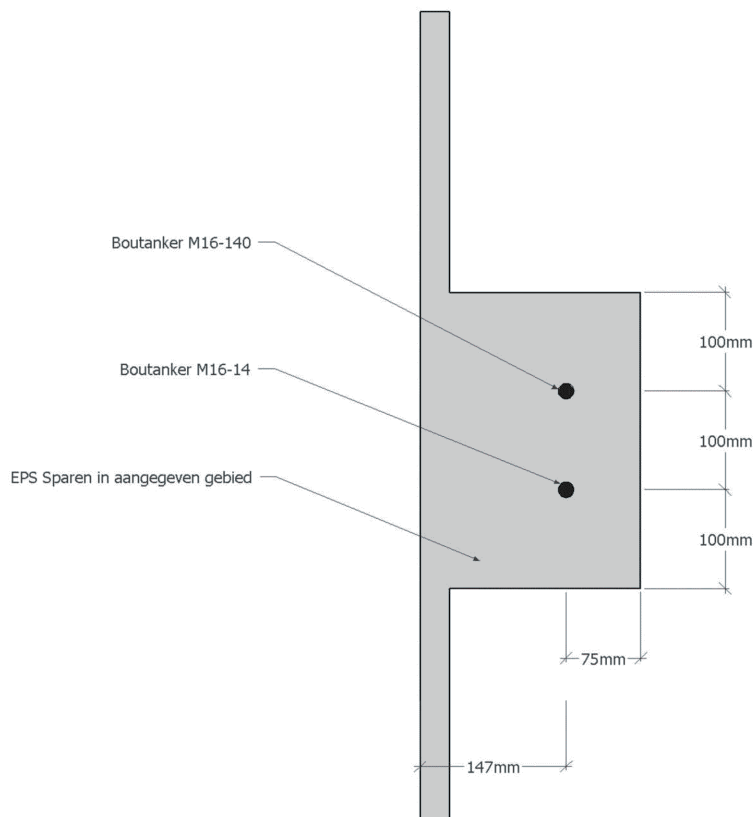 Boutanker M16-140
100mm
Boutanker M16-14
100mm
EPS Sparen in aangegeven gebied
100mm
75mm
147mm